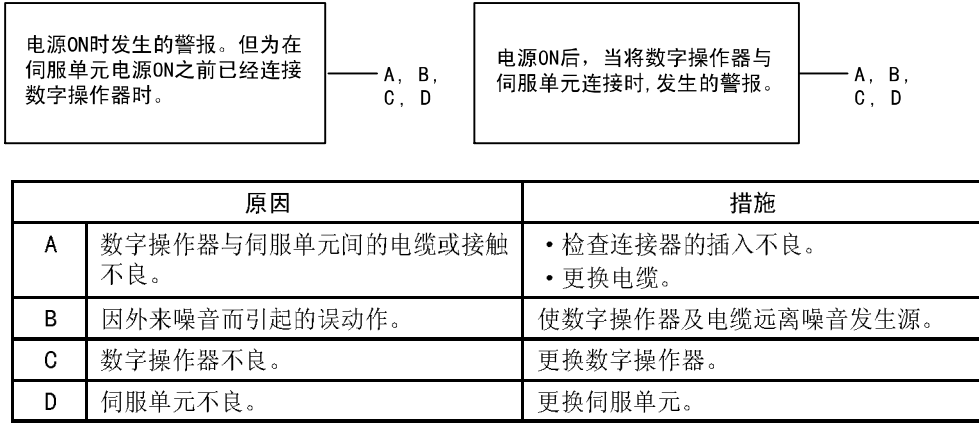 电源ON时发生的警报。但为在
伺服单元电源ON之前已经连接
数字操作器时。
A, B,
C, D
电源ON后，当将数字操作器与
伺服单元连接时,发生的警报。
A, B,
C, D
原因 措施
A 数字操作器与伺服单元间的电缆或接触
不良。
·检查连接器的插入不良。
·更换电缆。
B 因外来噪音而引起的误动作。 使数字操作器及电缆远离噪音发生源。
C 数字操作器不良。 更换数字操作器。
D 伺服单元不良。 更换伺服单元。